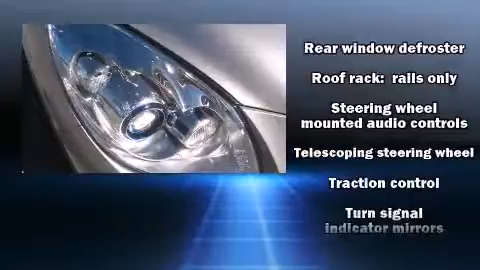 Rear window defroster
Roof rack:  rails only
Steering wheel
mounted audio controls
Telescoping steering wheel
Traction control
Turn signal
indicator mirrors